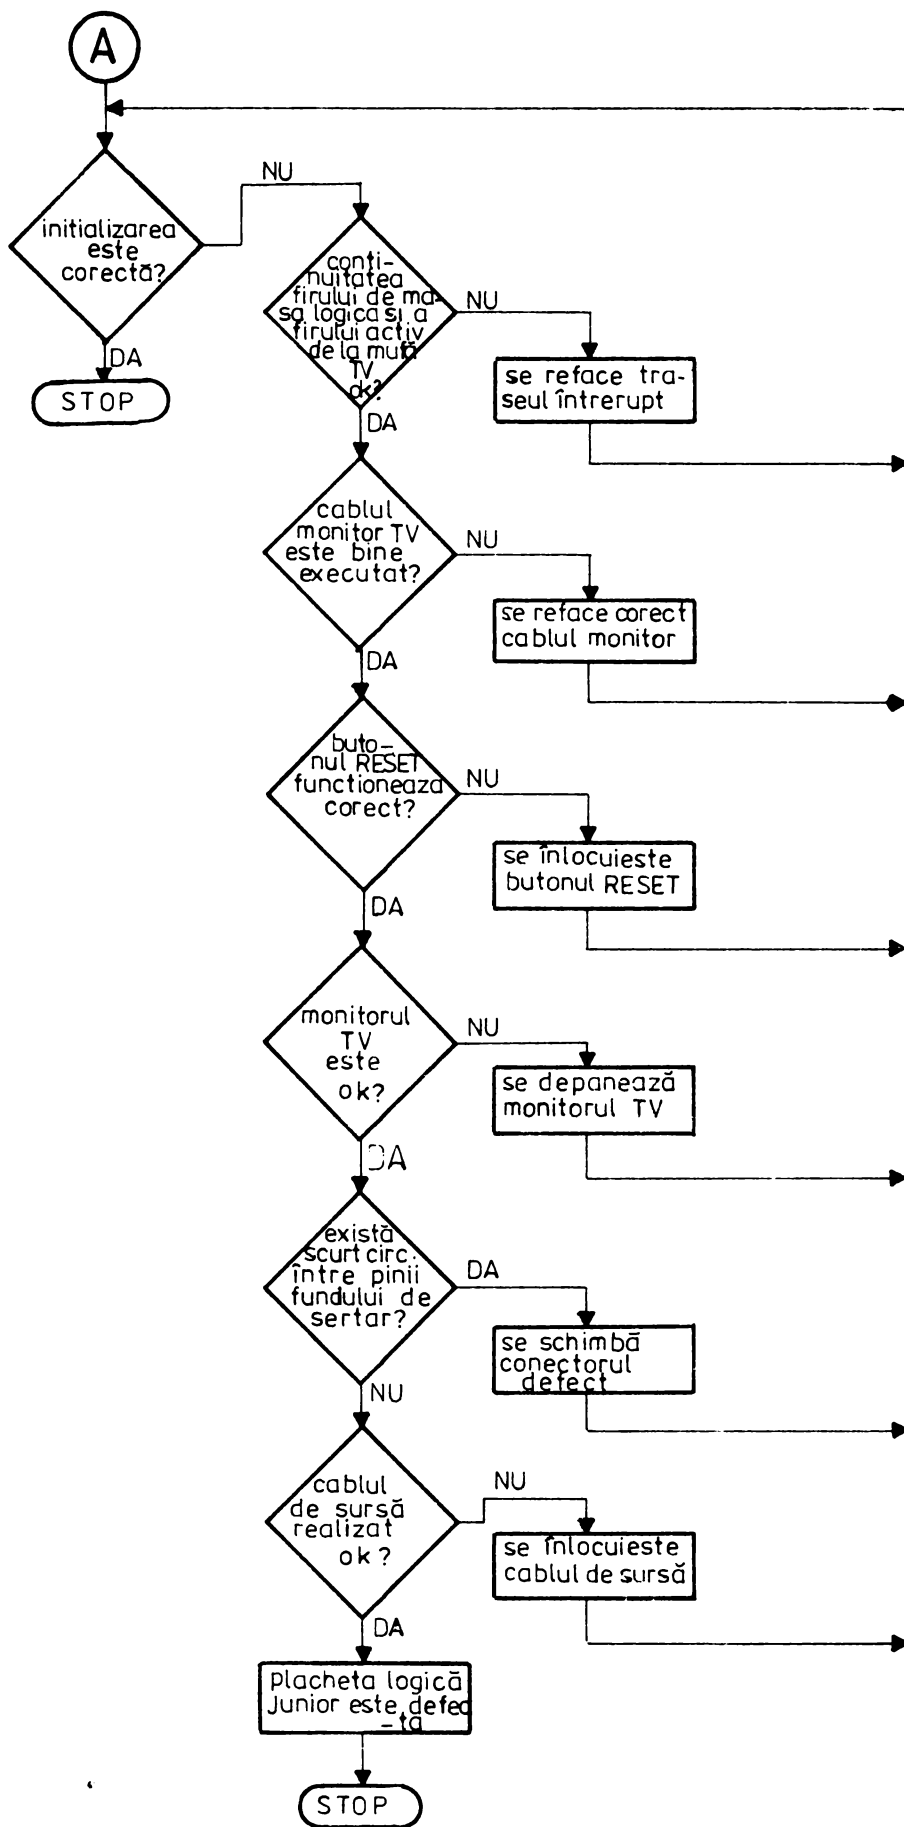 A
NU
initializarea
este
corectă?
DA
STOP
conti-
nuitatea
firului de ma-
sa logica si a
firului activ
de la mufă
TV
ok?
NU
se reface tra-
seul întrerupt
DA
cablul
monitor TV
este bine
executat?
NU
se reface corect
cablul monitor
DA
buto-
nul RESET
functioneaza
corect?
NU
se înlocuieste
butonul RESET
DA
monitorul
TV
este
ok?
NU
se depanează
monitorul TV
DA
există
scurtcirc.
între pinii
fundului de
sertar?
DA
se schimbă
conectorul
defect
NU
cablul
de sursă
realizat
ok?
NU
se înlocuieste
cablul de sursă
DA
placheta logică
Junior este defec
-ta
STOP